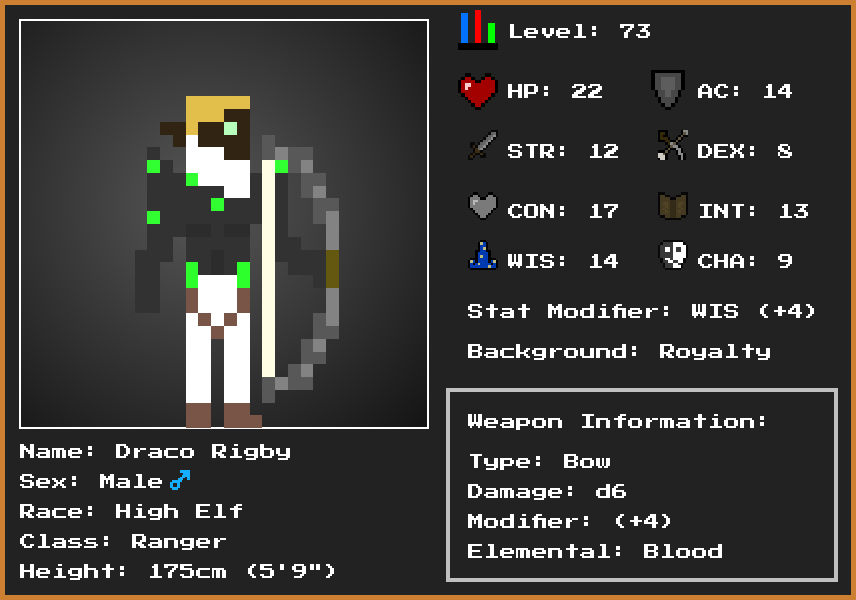 Level: 73
HP: 22 AC: 14
STR: 12 DEX: 8
CON: 17 INT: 13
WIS: 14 CHA: 9
Stat Modifier: WIS (+4)
Background: Royalty
Weapon Information:
Type: Bow
Damage: d6
Modifier: (+4)
Elemental: Blood
Name: Draco Rigby
Sex: Male ♂
Race: High Elf
Class: Ranger
Height: 175cm (5'9")